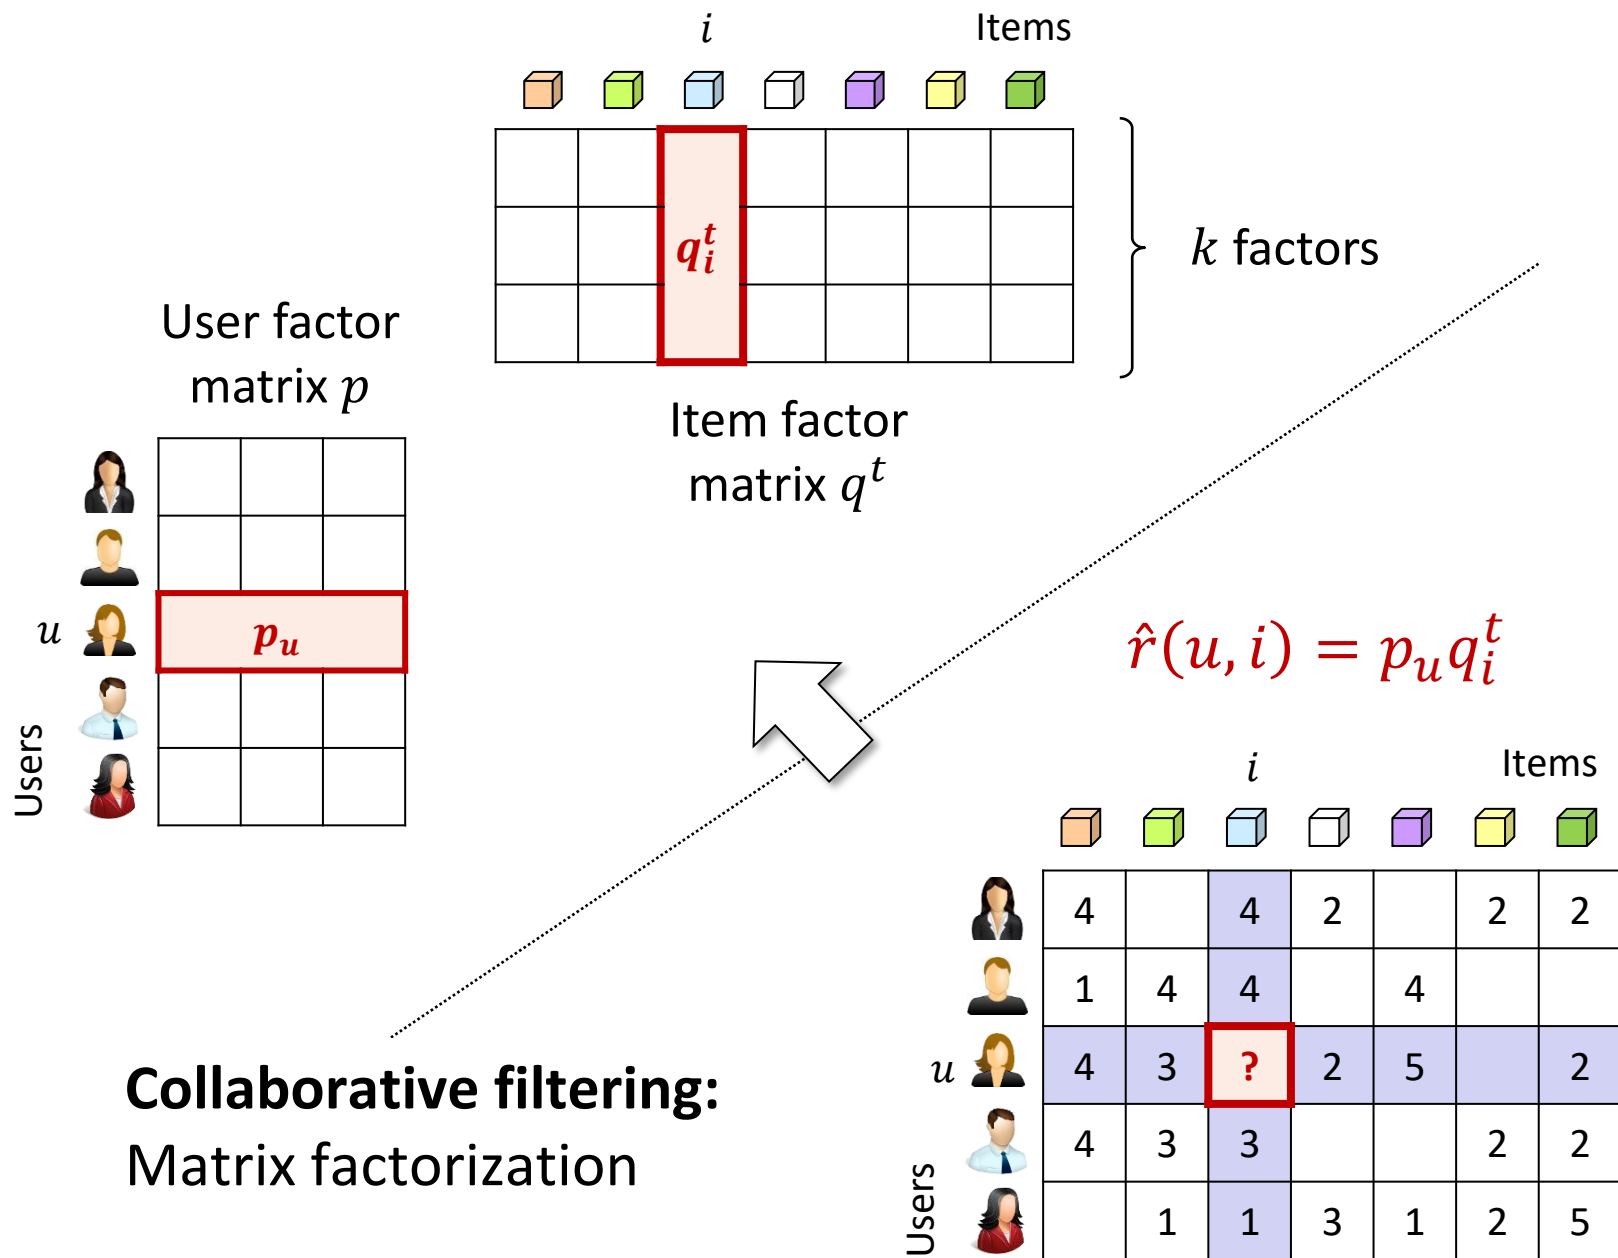 i Items
q_i^t
k factors
User factor
matrix p
Item factor
matrix q^t
u p_u
Users
r̂(u, i) = p_u q_i^t
i Items
4 4 2 2 2
1 4 4 4
u 4 3 ? 2 5 2
4 3 3 2 2
1 1 3 1 2 5
Users
Collaborative filtering:
Matrix factorization